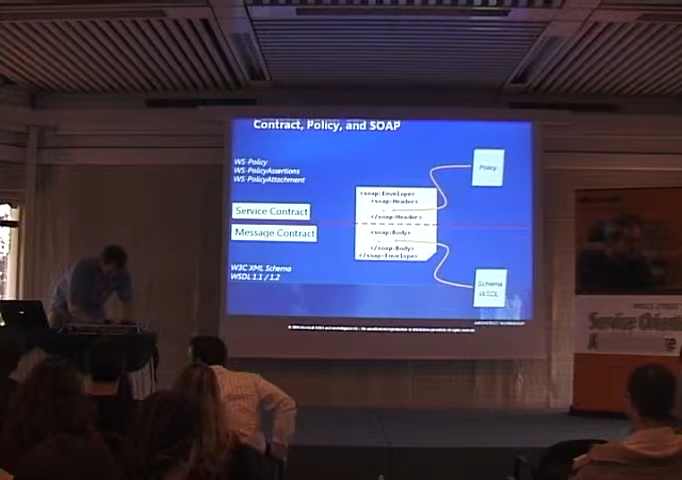 Contract, Policy, and SOAP
WS-Policy
WS-PolicyAssertions
WS-PolicyAttachment
Policy
<soap:Envelope>
<soap:Header>
</soap:Header>
Service Contract
Message Contract
<soap:Body>
</soap:Body>
</soap:Envelope>
W3C XML Schema
WSDL 1.1 / 1.2
Schema
WSDL
Service